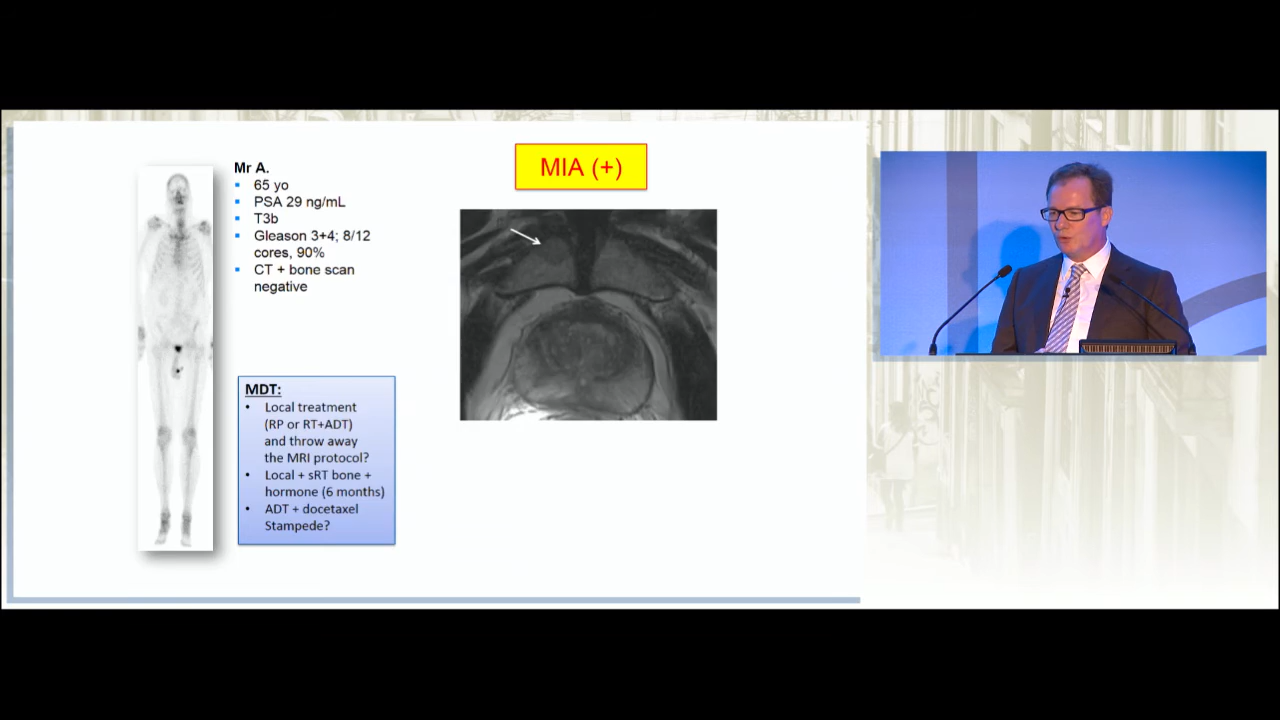 Mr A.
65 yo
PSA 29 ng/mL
T3b
Gleason 3+4; 8/12
cores, 90%
CT + bone scan
negative
MDT:
Local treatment
(RP or RT+ADT)
and throw away
the MRI protocol?
Local + sRT bone +
hormone (6 months)
ADT + docetaxel
Stampede?
MIA (+)